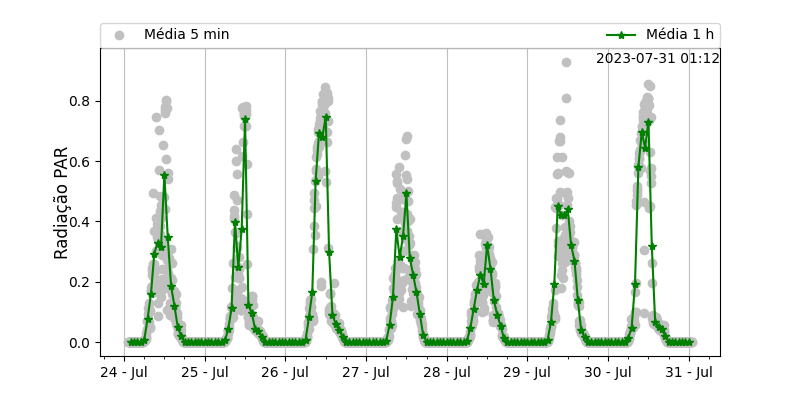 Média 5 min
Média 1 h
2023-07-31 01:12
Radiação PAR
0.8
0.6
0.4
0.2
0.0
24 - Jul
25 - Jul
26 - Jul
27 - Jul
28 - Jul
29 - Jul
30 - Jul
31 - Jul